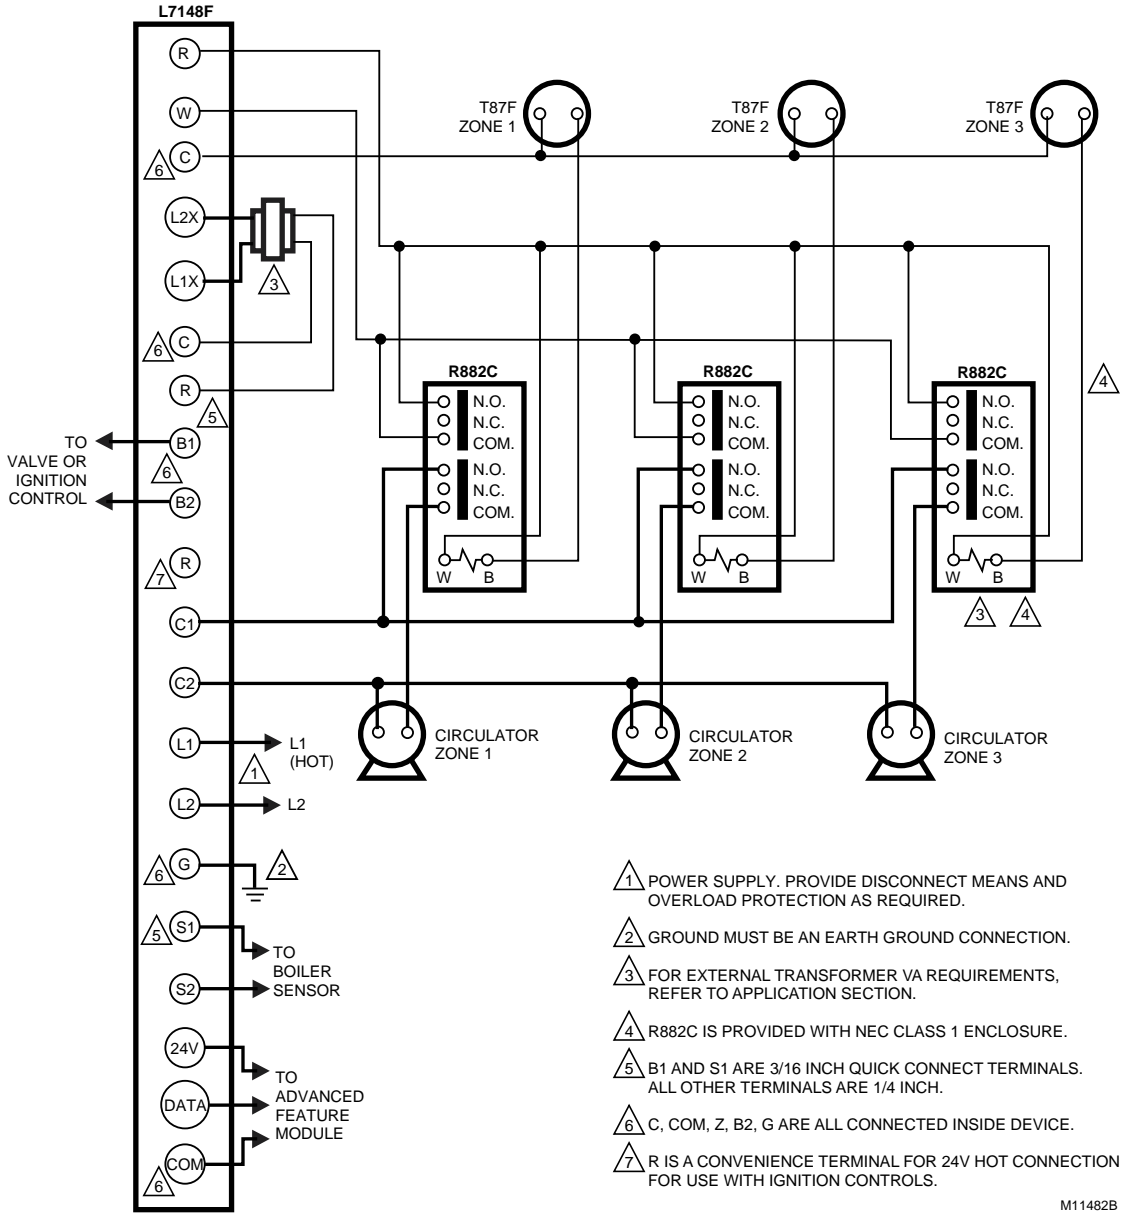 L7148F
R
W
6
C
L2X
L1X
3
6
C
R
5
TO
VALVE OR
IGNITION
CONTROL
B1
6
B2
7
R
C1
C2
L1
L1
(HOT)
1
L2
L2
6
G
2
5
S1
S2
TO
BOILER
SENSOR
24V
DATA
COM
6
TO
ADVANCED
FEATURE
MODULE
T87F
ZONE 1
T87F
ZONE 2
T87F
ZONE 3
R882C
N.O.
N.C.
COM.
N.O.
N.C.
COM.
W
B
R882C
N.O.
N.C.
COM.
N.O.
N.C.
COM.
W
B
R882C
N.O.
N.C.
COM.
N.O.
N.C.
COM.
W
B
4
3
4
CIRCULATOR
ZONE 1
CIRCULATOR
ZONE 2
CIRCULATOR
ZONE 3
1 POWER SUPPLY. PROVIDE DISCONNECT MEANS AND
OVERLOAD PROTECTION AS REQUIRED.
2 GROUND MUST BE AN EARTH GROUND CONNECTION.
3 FOR EXTERNAL TRANSFORMER VA REQUIREMENTS,
REFER TO APPLICATION SECTION.
4 R882C IS PROVIDED WITH NEC CLASS 1 ENCLOSURE.
5 B1 AND S1 ARE 3/16 INCH QUICK CONNECT TERMINALS.
ALL OTHER TERMINALS ARE 1/4 INCH.
6 C, COM, Z, B2, G ARE ALL CONNECTED INSIDE DEVICE.
7 R IS A CONVENIENCE TERMINAL FOR 24V HOT CONNECTION
FOR USE WITH IGNITION CONTROLS.
M11482B